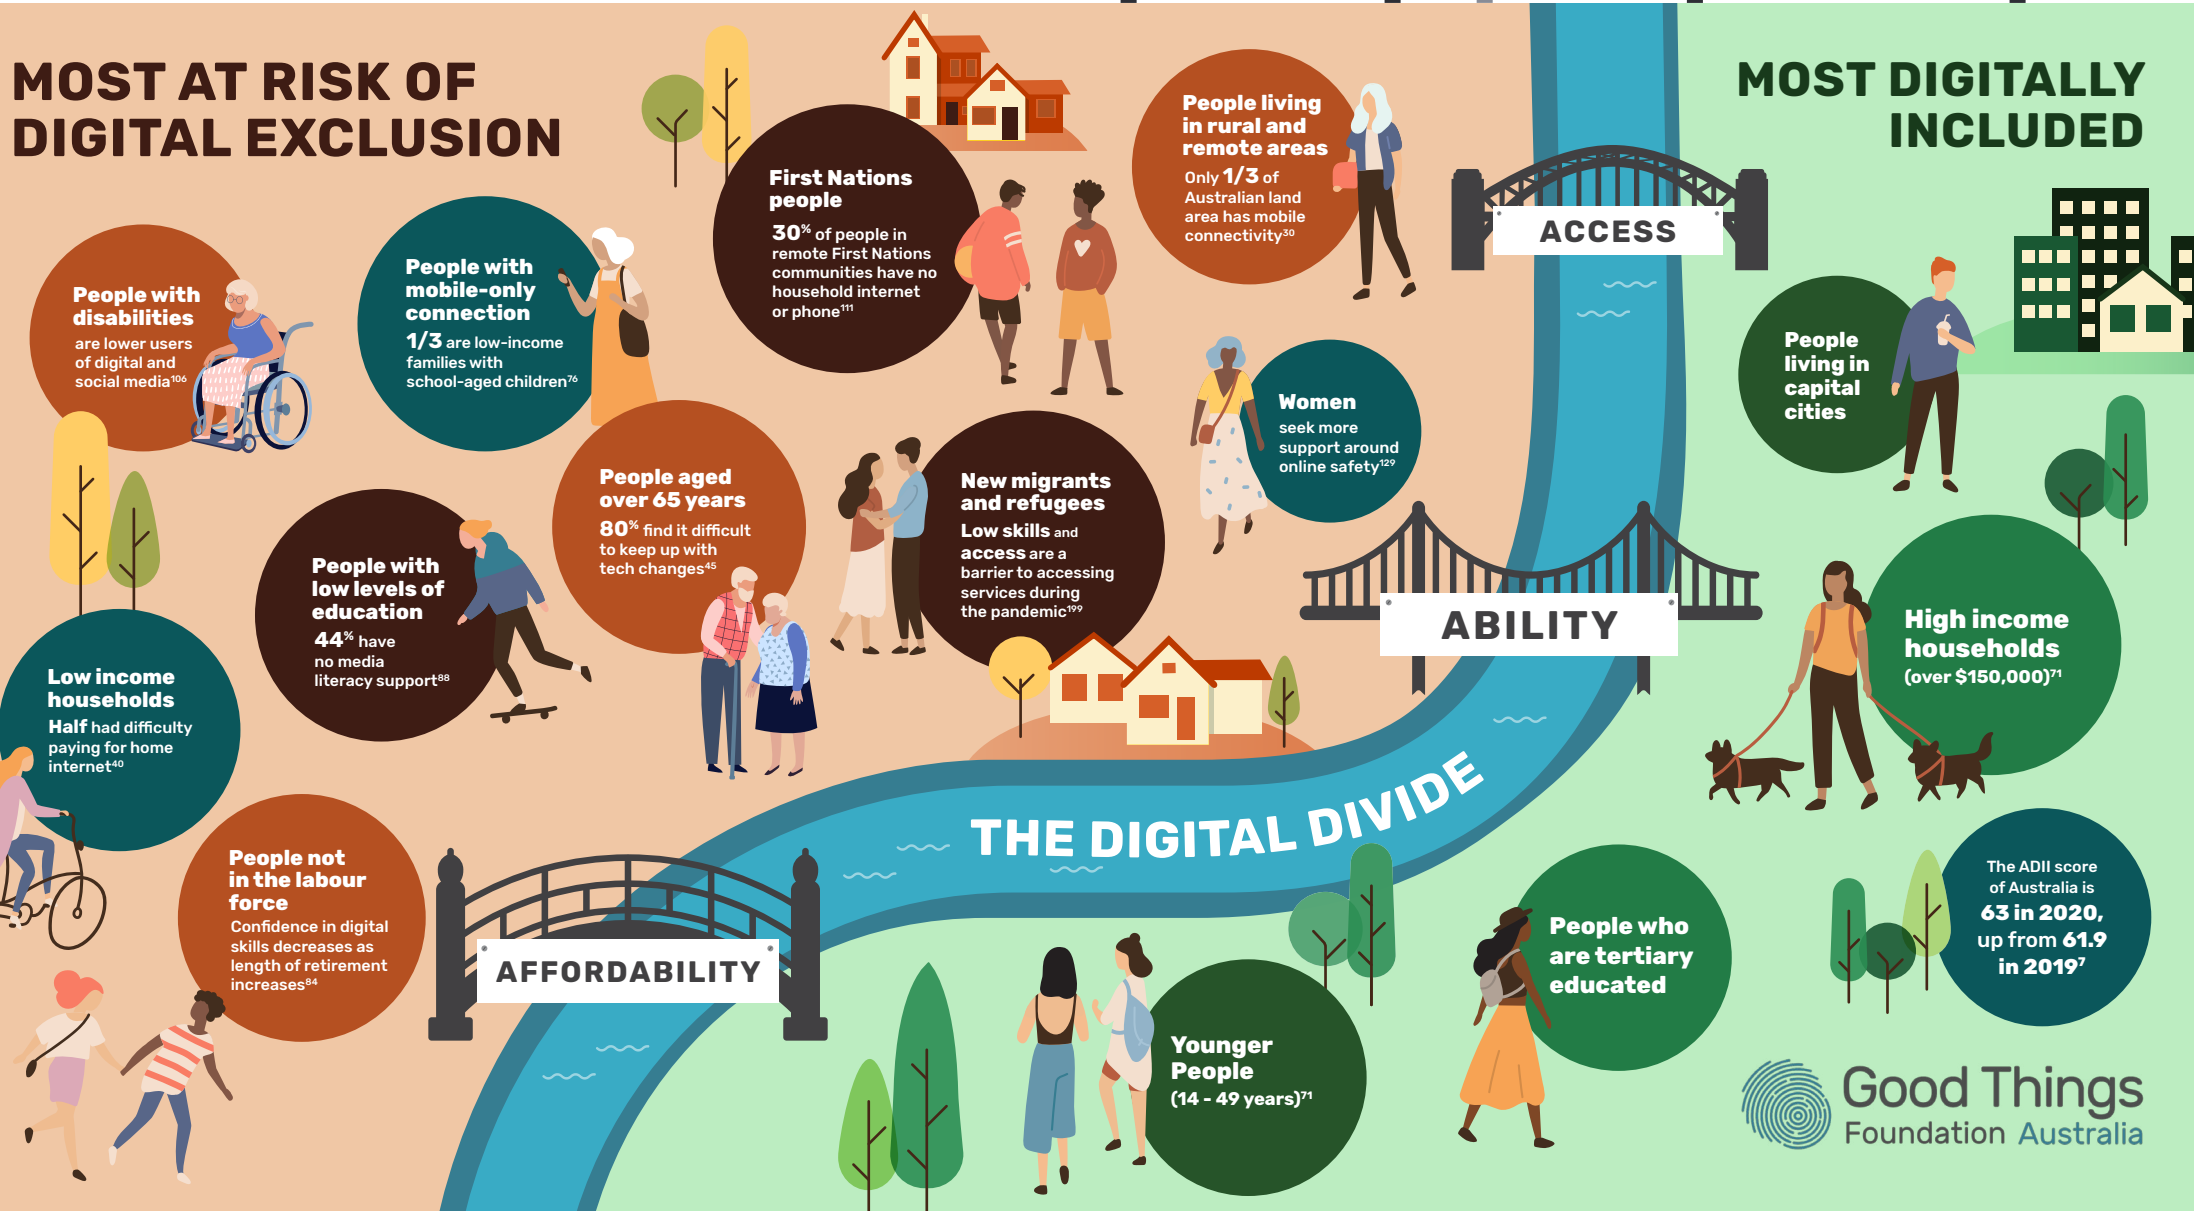 MOST AT RISK OF
DIGITAL EXCLUSION
People with
disabilities
are lower users
of digital and
social media106
People with
mobile-only
connection
1/3 are low-income
families with
school-aged children76
First Nations
people
30% of people in
remote First Nations
communities have no
household internet
or phone111
People living
in rural and
remote areas
Only 1/3 of
Australian land
area has mobile
connectivity30
Women
seek more
support around
online safety129
People aged
over 65 years
80% find it difficult
to keep up with
tech changes45
New migrants
and refugees
Low skills and
access are a
barrier to accessing
services during
the pandemic199
People with
low levels of
education
44% have
no media
literacy support88
Low income
households
Half had difficulty
paying for home
internet40
People not
in the labour
force
Confidence in digital
skills decreases as
length of retirement
increases84
ACCESS
ABILITY
THE DIGITAL DIVIDE
AFFORDABILITY
MOST DIGITALLY
INCLUDED
People
living in
capital
cities
High income
households
(over $150,000)71
People who
are tertiary
educated
Younger
People
(14 - 49 years)71
The ADII score
of Australia is
63 in 2020,
up from 61.9
in 20197
Good Things
Foundation Australia